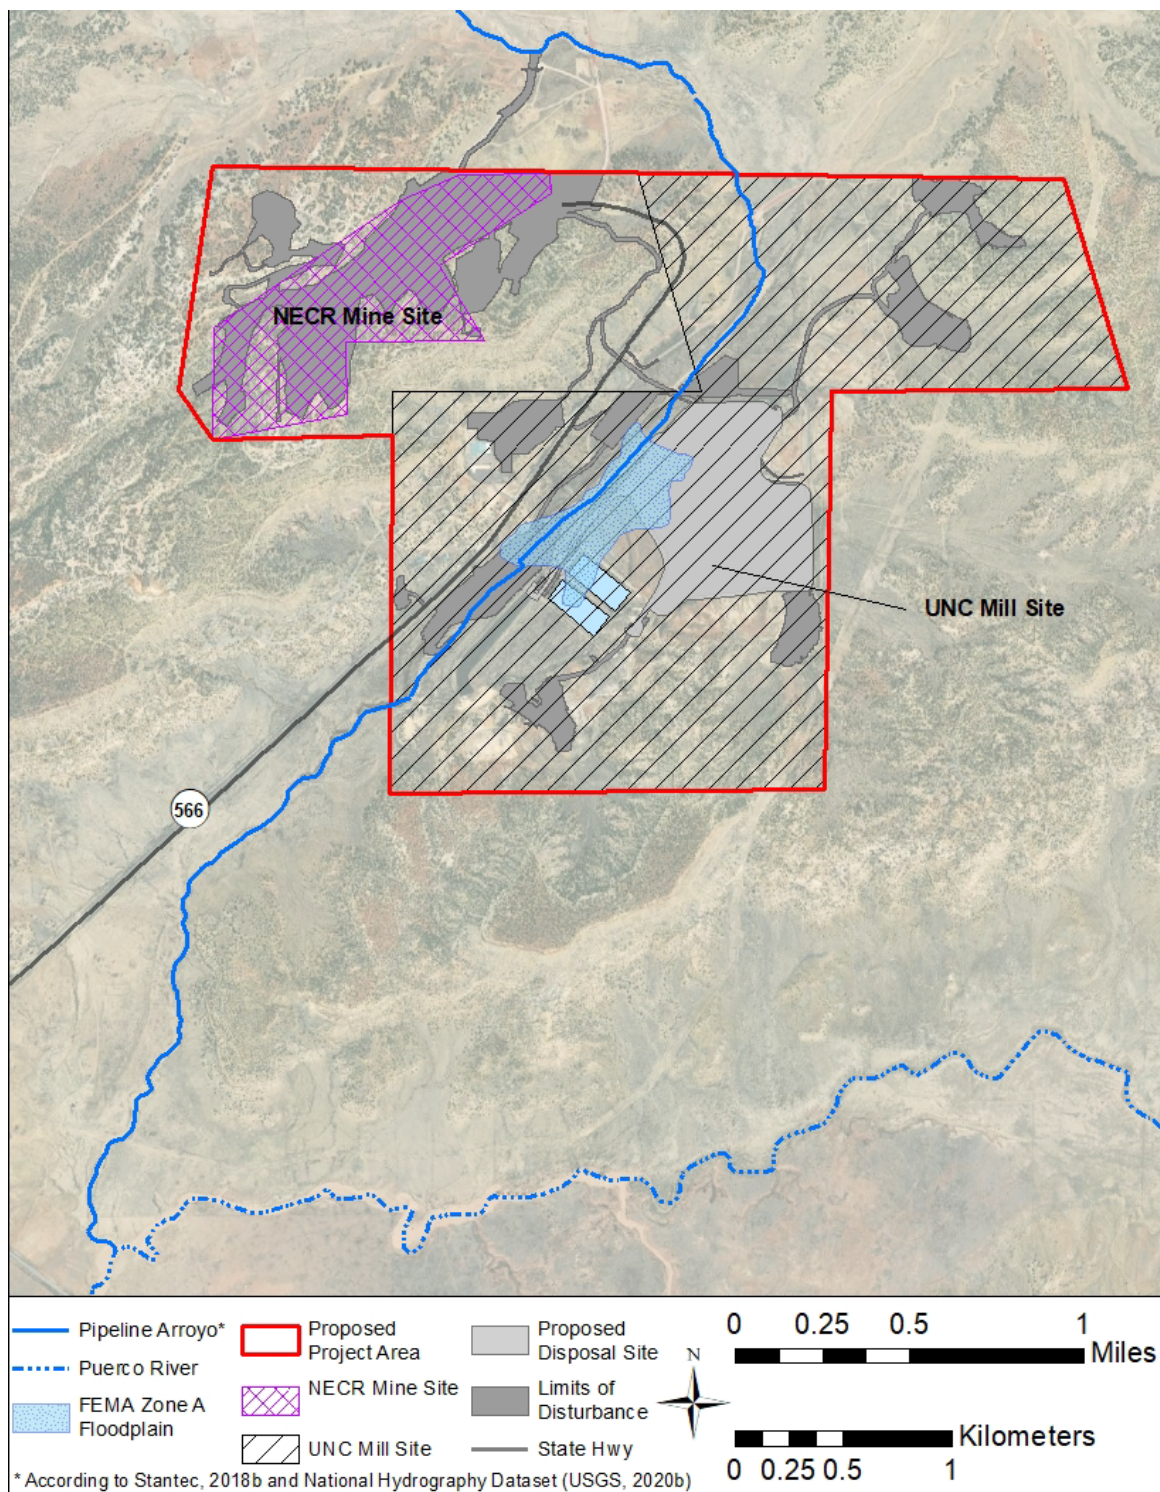 NECR Mine Site
UNC Mill Site
566
Pipeline Arroyo*
Puerco River
FEMA Zone A
Floodplain
Proposed
Project Area
NECR Mine Site
UNC Mill Site
Proposed
Disposal Site
Limits of
Disturbance
State Hwy
N
0 0.25 0.5 1
Miles
Kilometers
0 0.25 0.5 1
* According to Stantec, 2018b and National Hydrography Dataset (USGS, 2020b)